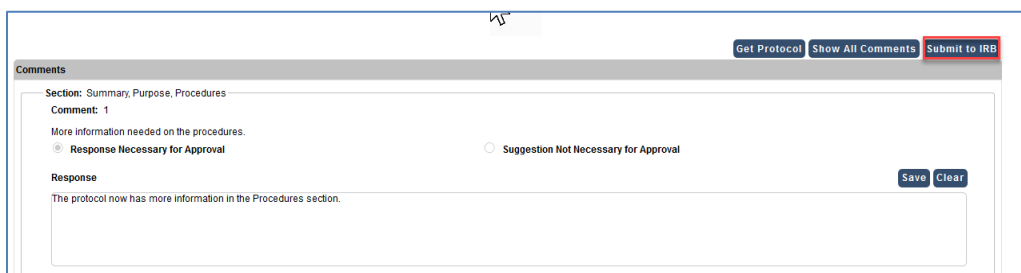 Get Protocol Show All Comments Submit to IRB
Comments
Section: Summary, Purpose, Procedures
Comment: 1
More information needed on the procedures.
Response Necessary for Approval Suggestion Not Necessary for Approval
Response Save Clear
The protocol now has more information in the Procedures section.